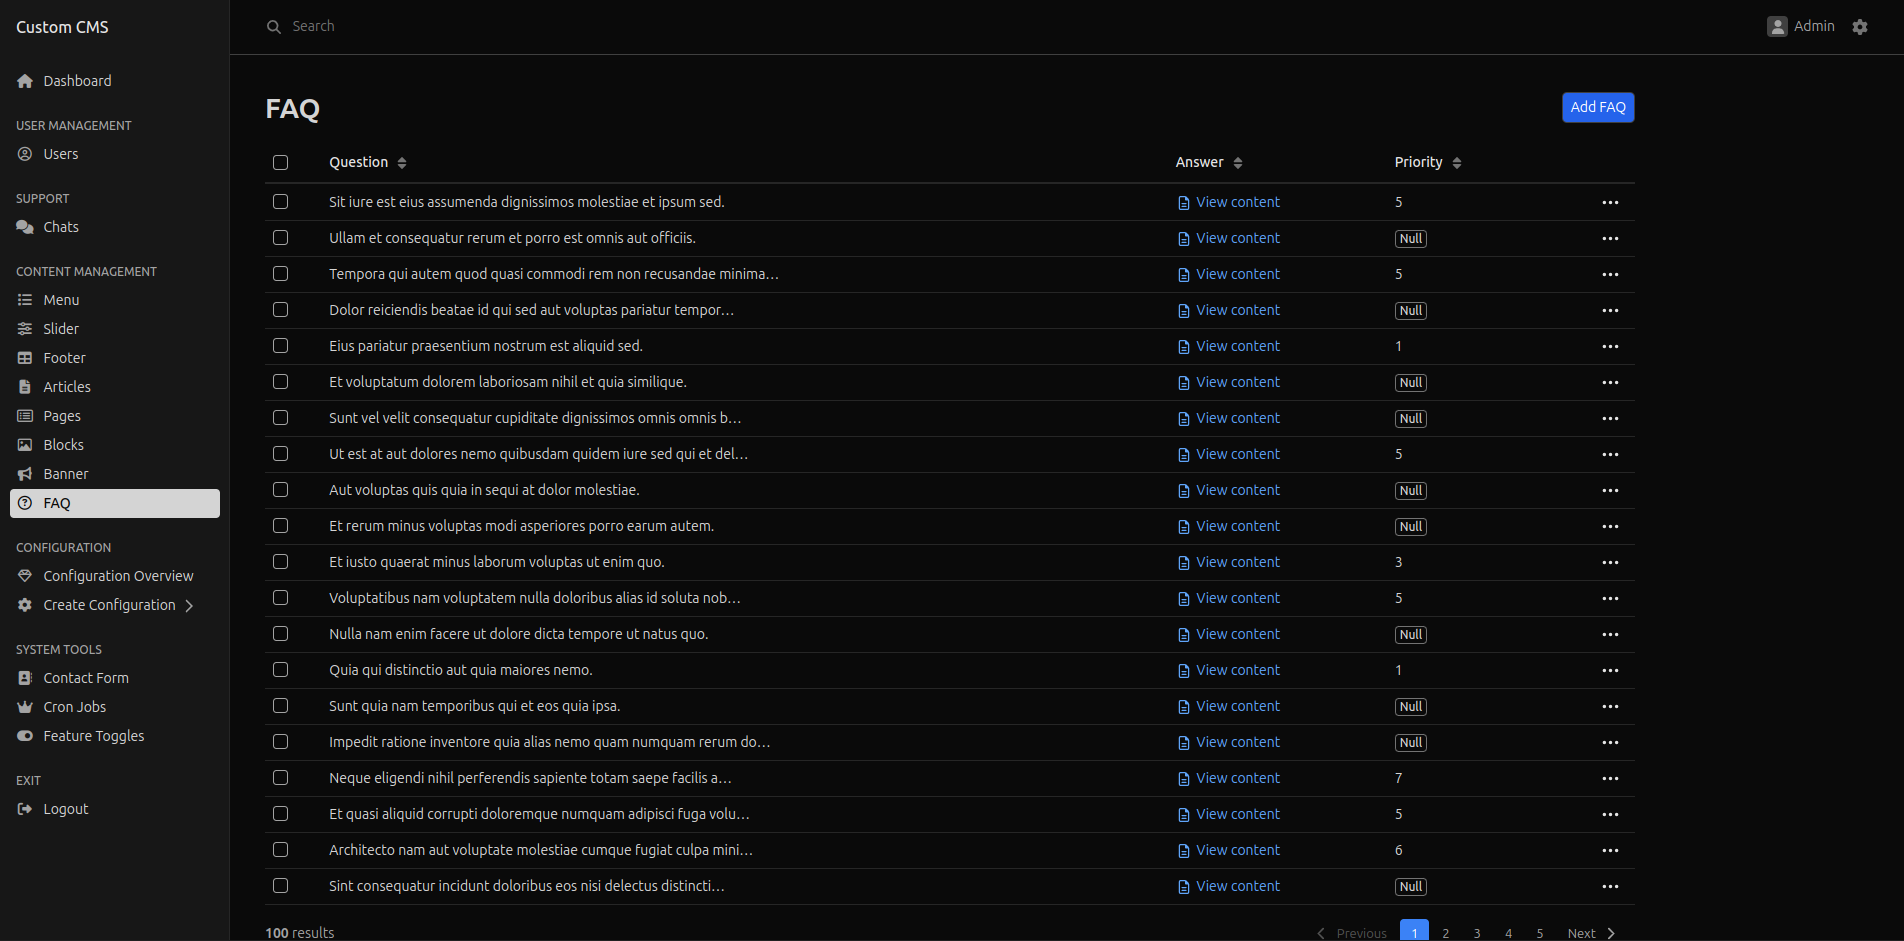 Custom CMS
Search
Admin
Dashboard
USER MANAGEMENT
Users
SUPPORT
Chats
CONTENT MANAGEMENT
Menu
Slider
Footer
Articles
Pages
Blocks
Banner
FAQ
CONFIGURATION
Configuration Overview
Create Configuration
SYSTEM TOOLS
Contact Form
Cron Jobs
Feature Toggles
EXIT
Logout
FAQ
Add FAQ
Question Answer Priority
Sit iure est eius assumenda dignissimos molestiae et ipsum sed. View content 5
Ullam et consequatur rerum et porro est omnis aut officiis. View content Null
Tempora qui autem quod quasi commodi rem non recusandae minima... View content 5
Dolor reiciendis beatae id qui sed aut voluptas pariatur tempor... View content Null
Eius pariatur praesentium nostrum est aliquid sed. View content 1
Et voluptatum dolorem laboriosam nihil et quia similique. View content Null
Sunt vel velit consequatur cupiditate dignissimos omnis omnis b... View content Null
Ut est at aut dolores nemo quibusdam quidem iure sed qui et del... View content 5
Aut voluptas quis quia in sequi at dolor molestiae. View content Null
Et rerum minus voluptas modi asperiores porro earum autem. View content Null
Et iusto quaerat minus laborum voluptas ut enim quo. View content 3
Voluptatibus nam voluptatem nulla doloribus alias id soluta nob... View content 5
Nulla nam enim facere ut dolore dicta tempore ut natus quo. View content Null
Quia qui distinctio aut quia maiores nemo. View content 1
Sunt quia nam temporibus qui et eos quia ipsa. View content Null
Impedit ratione inventore quia alias nemo quam numquam rerum do... View content Null
Neque eligendi nihil perferendis sapiente totam saepe facilis a... View content 7
Et quasi aliquid corrupti doloremque numquam adipisci fuga volu... View content 5
Architecto nam aut voluptate molestiae cumque fugiat culpa mini... View content 6
Sint consequatur incidunt doloribus eos nisi delectus distincti... View content Null
100 results
Previous 1 2 3 4 5 Next